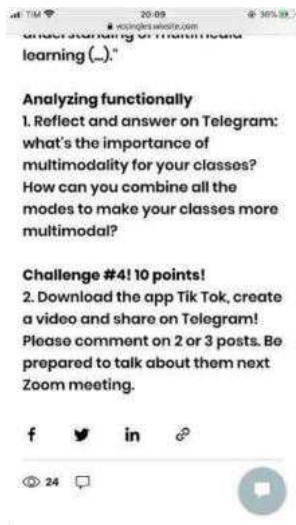 TIM
20:09
learning (...)."
Analyzing functionally
1. Reflect and answer on Telegram:
what's the importance of
multimodality for your classes?
How can you combine all the
modes to make your classes more
multimodal?
Challenge #4! 10 points!
2. Download the app Tik Tok, create
a video and share on Telegram!
Please comment on 2 or 3 posts. Be
prepared to talk about them next
Zoom meeting.
24